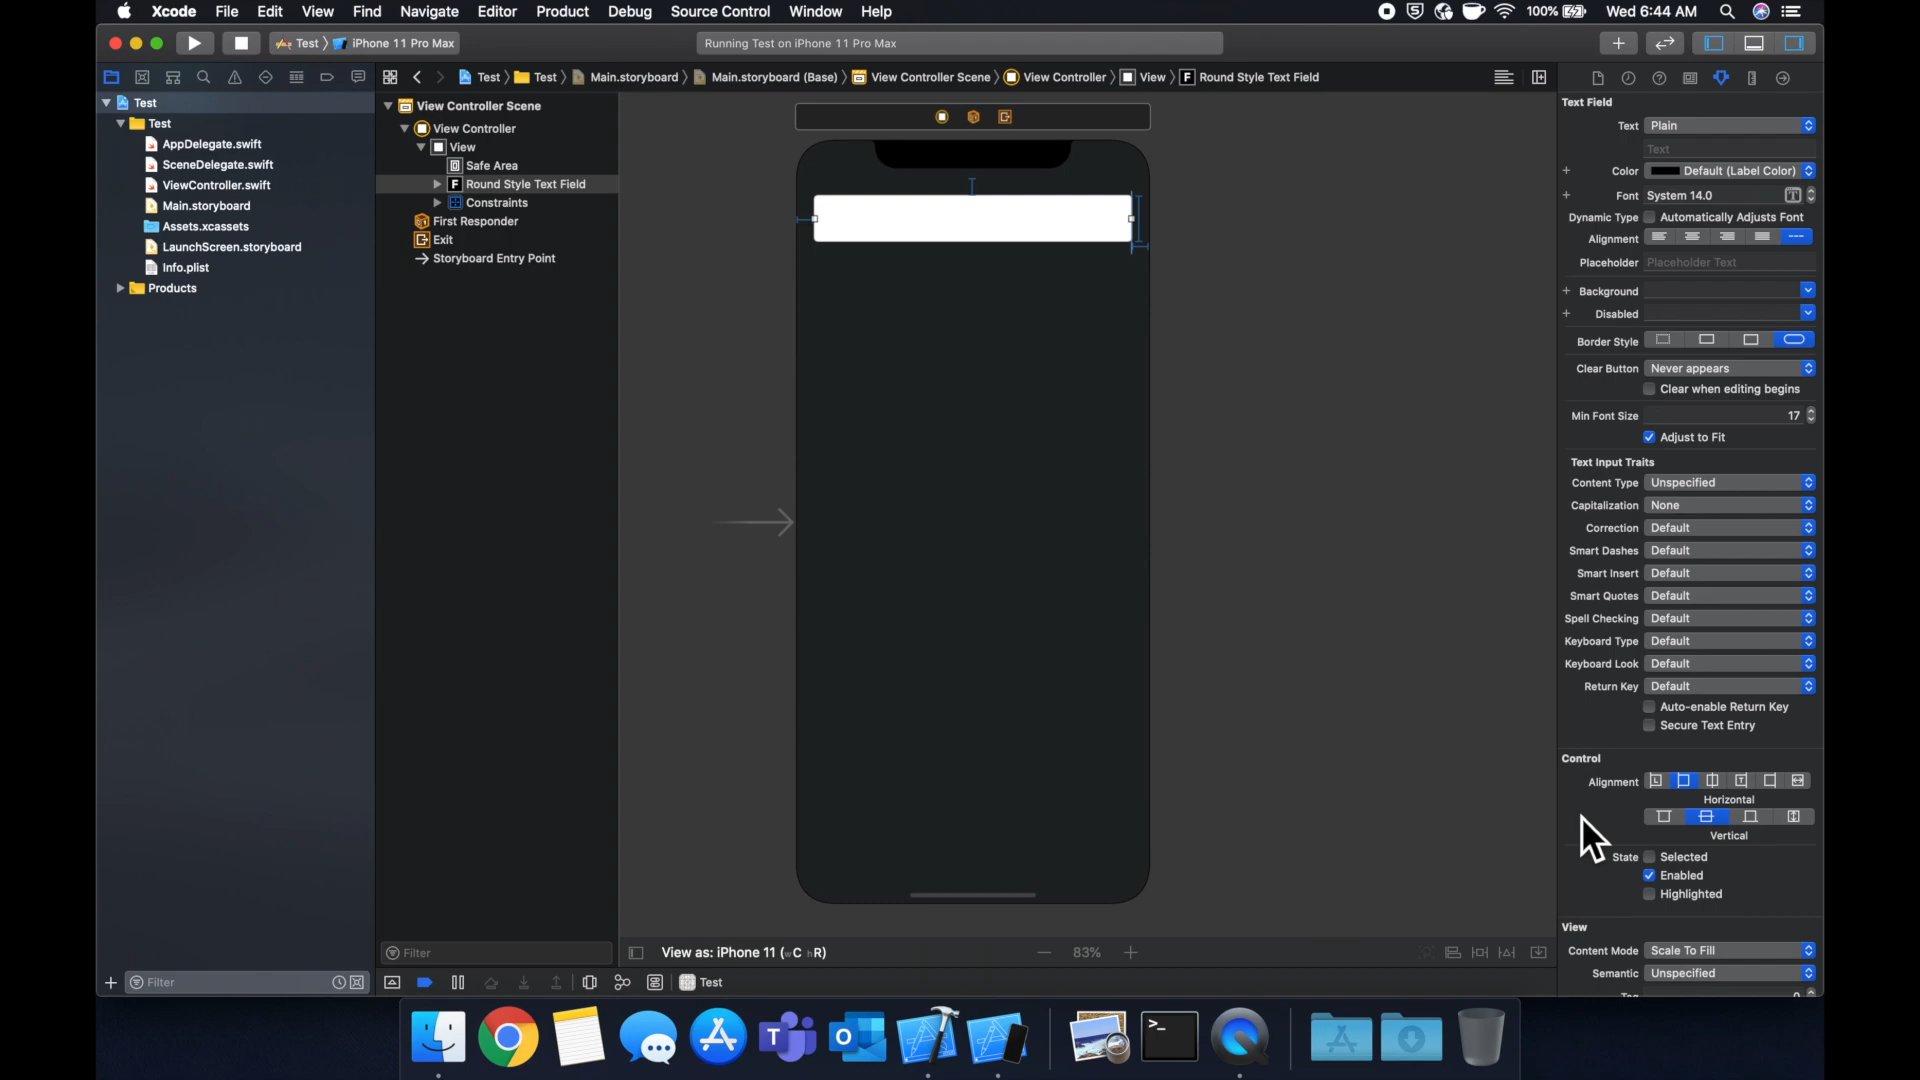 Xcode File Edit View Find Navigate Editor Product Debug Source Control Window Help 100% Wed 6:44 AM
Test iPhone 11 Pro Max Running Test on iPhone 11 Pro Max
Test Test Main.storyboard Main.storyboard (Base) View Controller Scene View Controller View F Round Style Text Field
Test
Test
AppDelegate.swift
SceneDelegate.swift
ViewController.swift
Main.storyboard
Assets.xcassets
LaunchScreen.storyboard
Info.plist
Products
Filter
View Controller Scene
View Controller
View
Safe Area
F Round Style Text Field
Constraints
First Responder
Exit
Storyboard Entry Point
Filter
View as: iPhone 11 (wC hR) 83%
Test
Text Field
Text Plain
Text
Color Default (Label Color)
Font System 14.0
Dynamic Type Automatically Adjusts Font
Alignment
Placeholder Placeholder Text
Background
Disabled
Border Style
Clear Button Never appears
Clear when editing begins
Min Font Size 17
Adjust to Fit
Text Input Traits
Content Type Unspecified
Capitalization None
Correction Default
Smart Dashes Default
Smart Insert Default
Smart Quotes Default
Spell Checking Default
Keyboard Type Default
Keyboard Look Default
Return Key Default
Auto-enable Return Key
Secure Text Entry
Control
Alignment
Horizontal
Vertical
State Selected
Enabled
Highlighted
View
Content Mode Scale To Fill
Semantic Unspecified